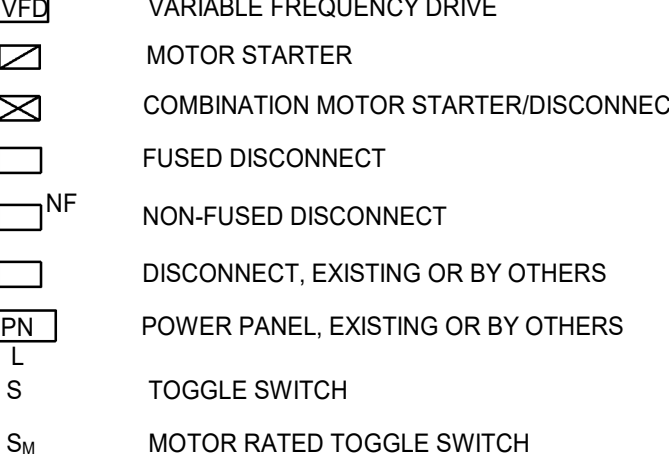 VFD VARIABLE FREQUENCY DRIVE
MOTOR STARTER
COMBINATION MOTOR STARTER/DISCONNEC
FUSED DISCONNECT
NF NON-FUSED DISCONNECT
DISCONNECT, EXISTING OR BY OTHERS
PN POWER PANEL, EXISTING OR BY OTHERS
L
S TOGGLE SWITCH
SM MOTOR RATED TOGGLE SWITCH